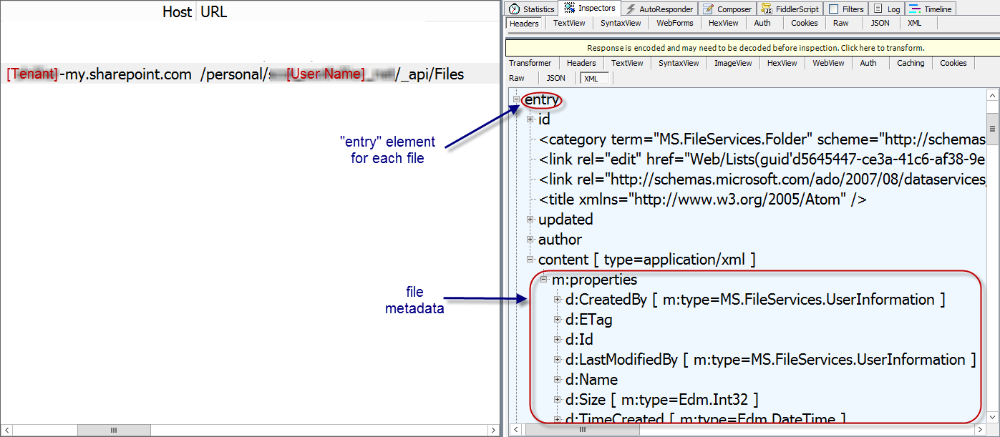 Host URL
[Tenant]-my.sharepoint.com /personal/ [User Name] /_api/Files
"entry" element
for each file
file
metadata
Statistics Inspectors AutoResponder Composer FiddlerScript Filters Log Timeline
Headers TextView SyntaxView WebForms HexView Auth Cookies Raw JSON XML
Response is encoded and may need to be decoded before inspection. Click here to transform.
Transformer Headers TextView SyntaxView ImageView HexView WebView Auth Caching Cookies
Raw JSON XML
entry
id
<category term="MS.FileServices.Folder" scheme="http://schemas
<link rel="edit" href="Web/Lists(guid'd5645447-ce3a-41c6-af38-9e
<link rel="http://schemas.microsoft.com/ado/2007/08/dataservices/
<title xmlns="http://www.w3.org/2005/Atom" />
updated
author
content [ type=application/xml ]
m:properties
d:CreatedBy [ m:type=MS.FileServices.UserInformation ]
d:ETag
d:Id
d:LastModifiedBy [ m:type=MS.FileServices.UserInformation ]
d:Name
d:Size [ m:type=Edm.Int32 ]
d:TimeCreated [ m:type=Edm.DateTime ]